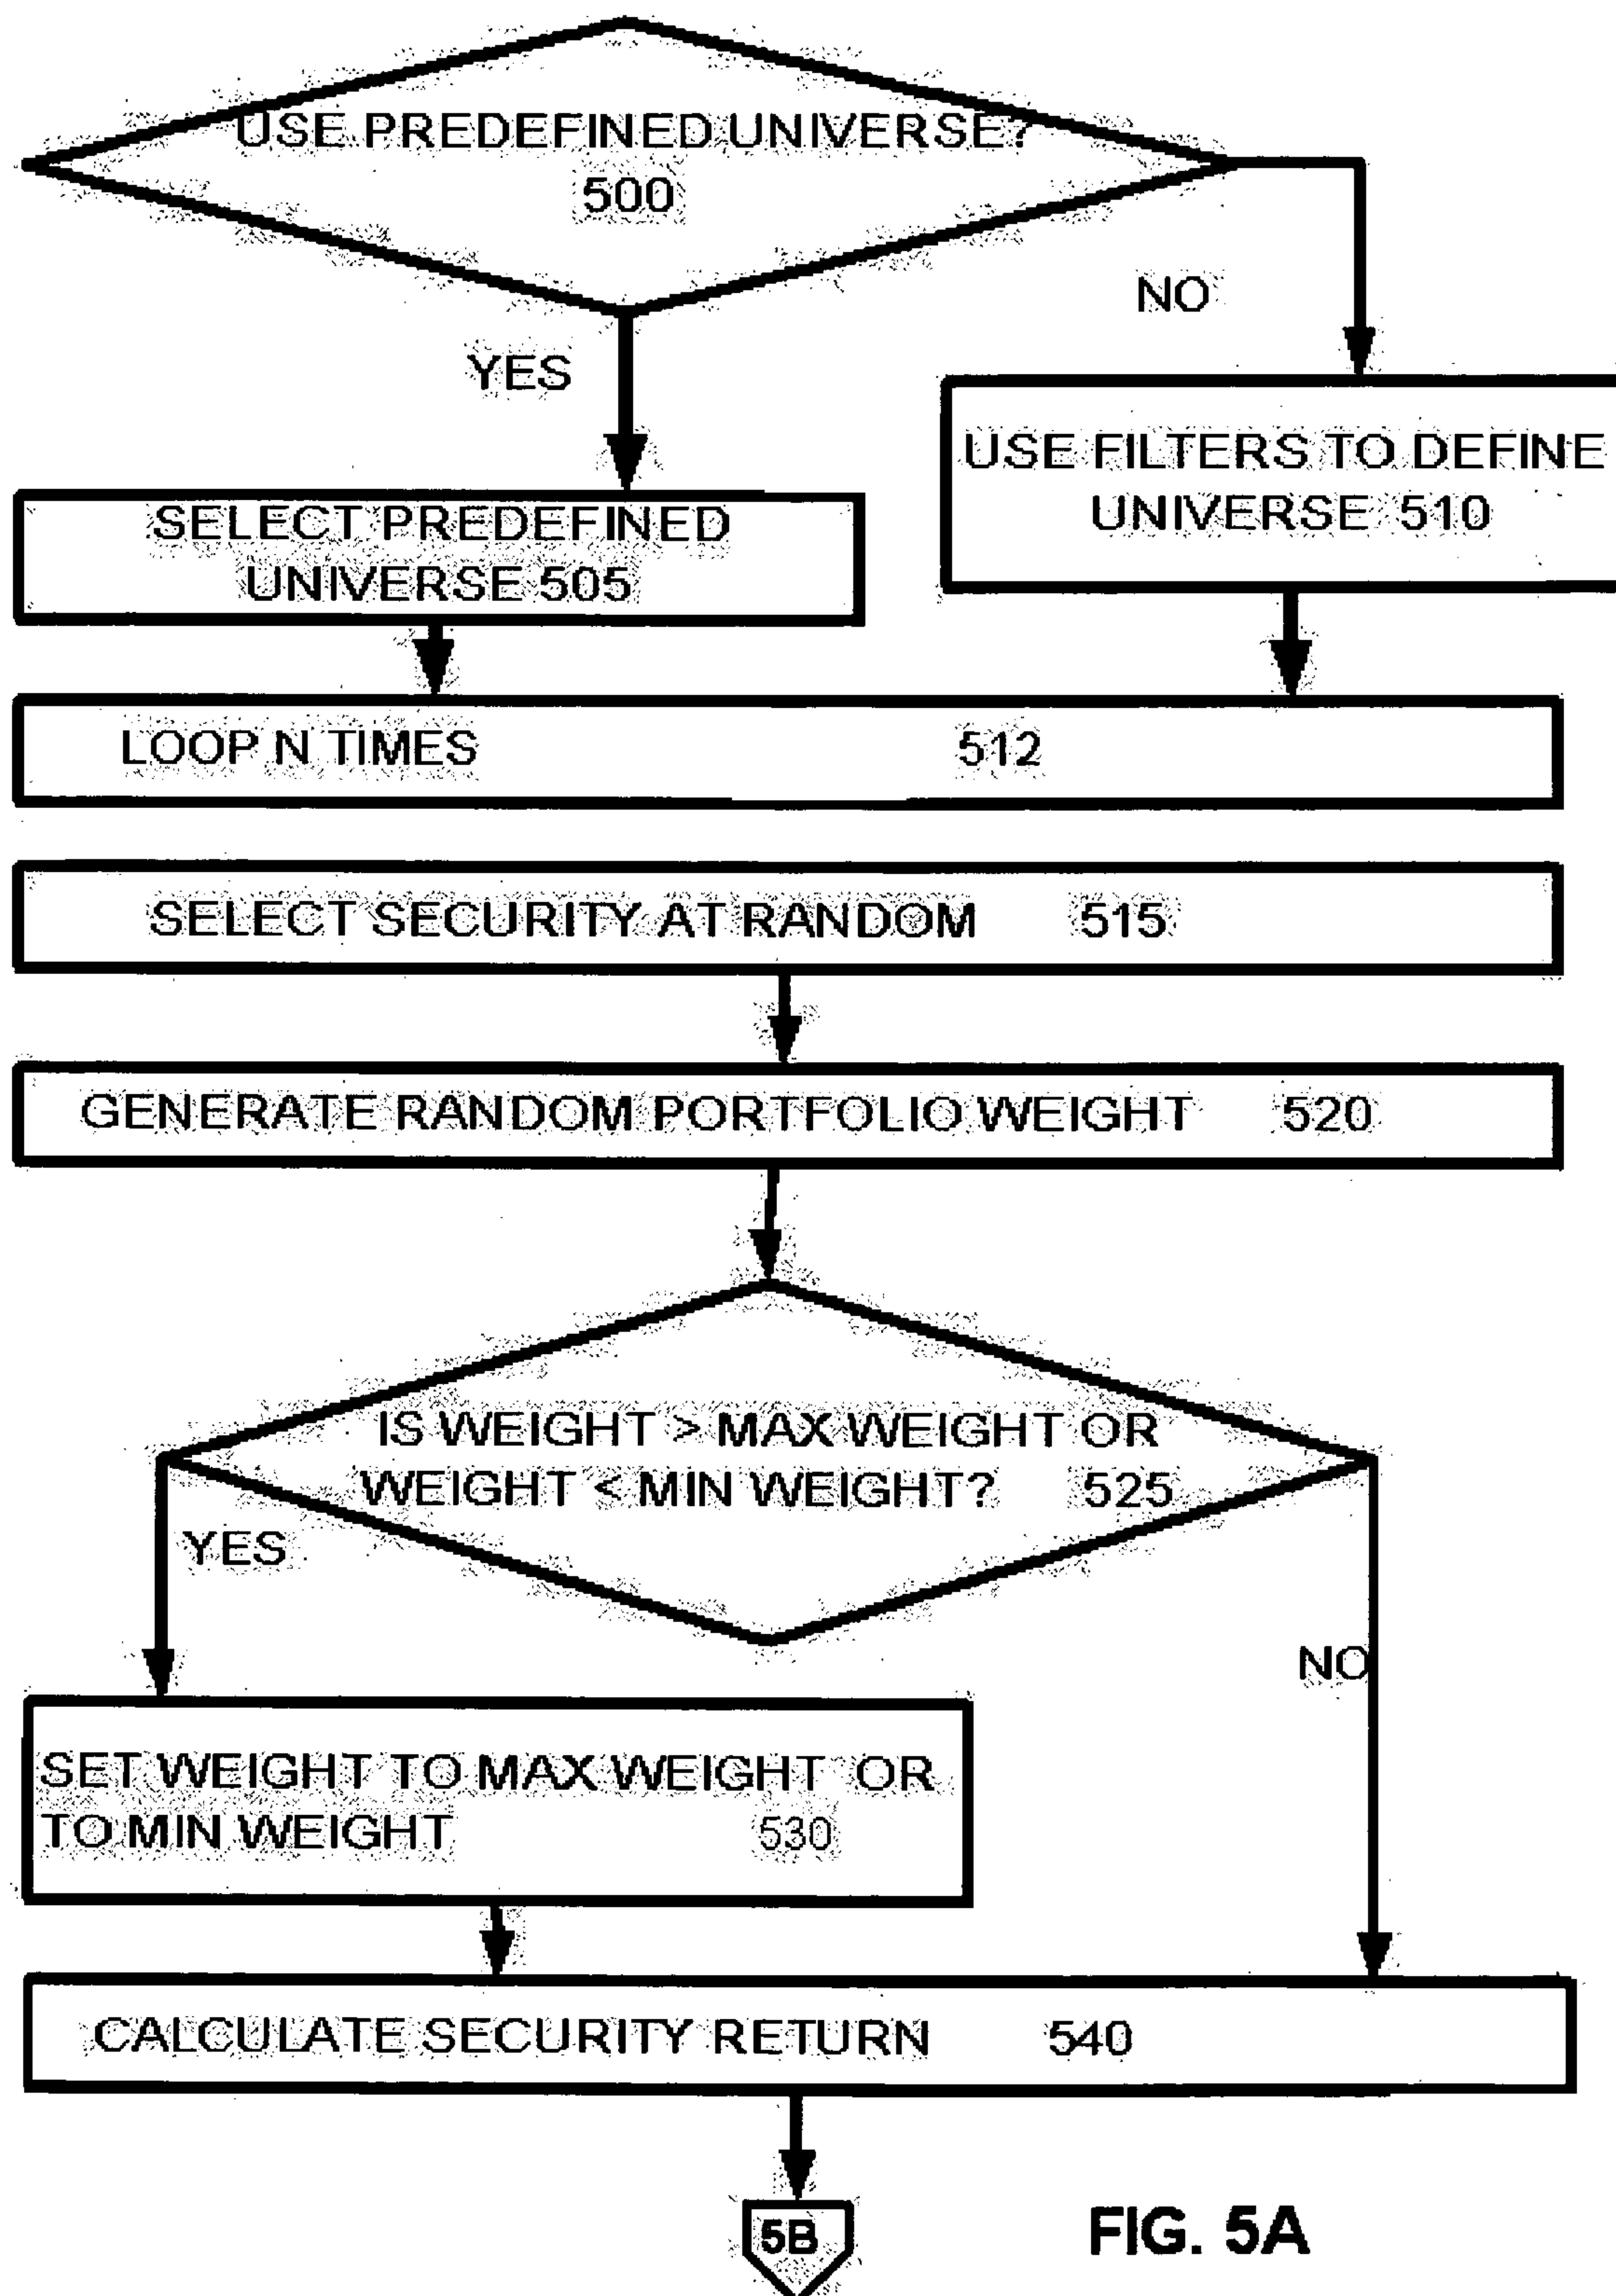 USE PREDEFINED UNIVERSE?
500
NO
YES
USE FILTERS TO DEFINE
UNIVERSE 510
SELECT PREDEFINED
UNIVERSE 505
LOOP N TIMES 512
SELECT SECURITY AT RANDOM 515
GENERATE RANDOM PORTFOLIO WEIGHT 520
IS WEIGHT > MAX WEIGHT OR
WEIGHT < MIN WEIGHT? 525
YES
NO
SET WEIGHT TO MAX WEIGHT OR
TO MIN WEIGHT 530
CALCULATE SECURITY RETURN 540
5B
FIG. 5A